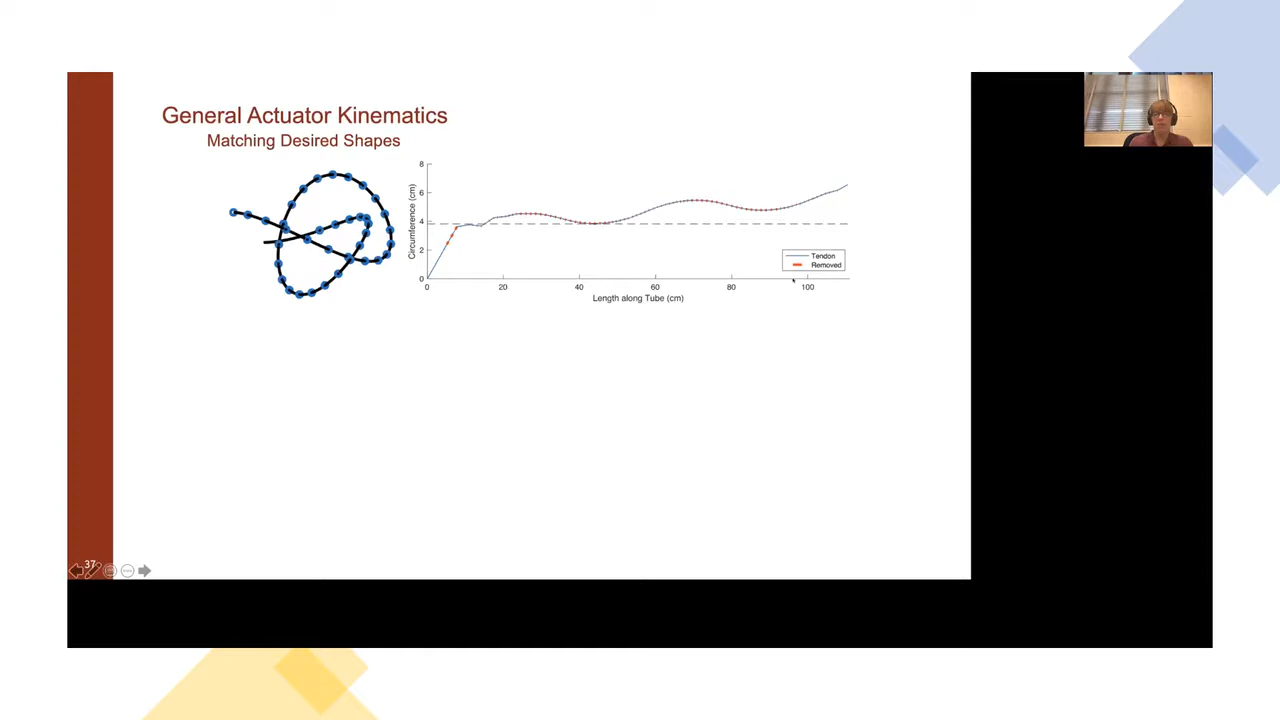 General Actuator Kinematics
Matching Desired Shapes
8
6
4
2
0
Circumference (cm)
0 20 40 60 80 100
Length along Tube (cm)
Tendon
Removed
37